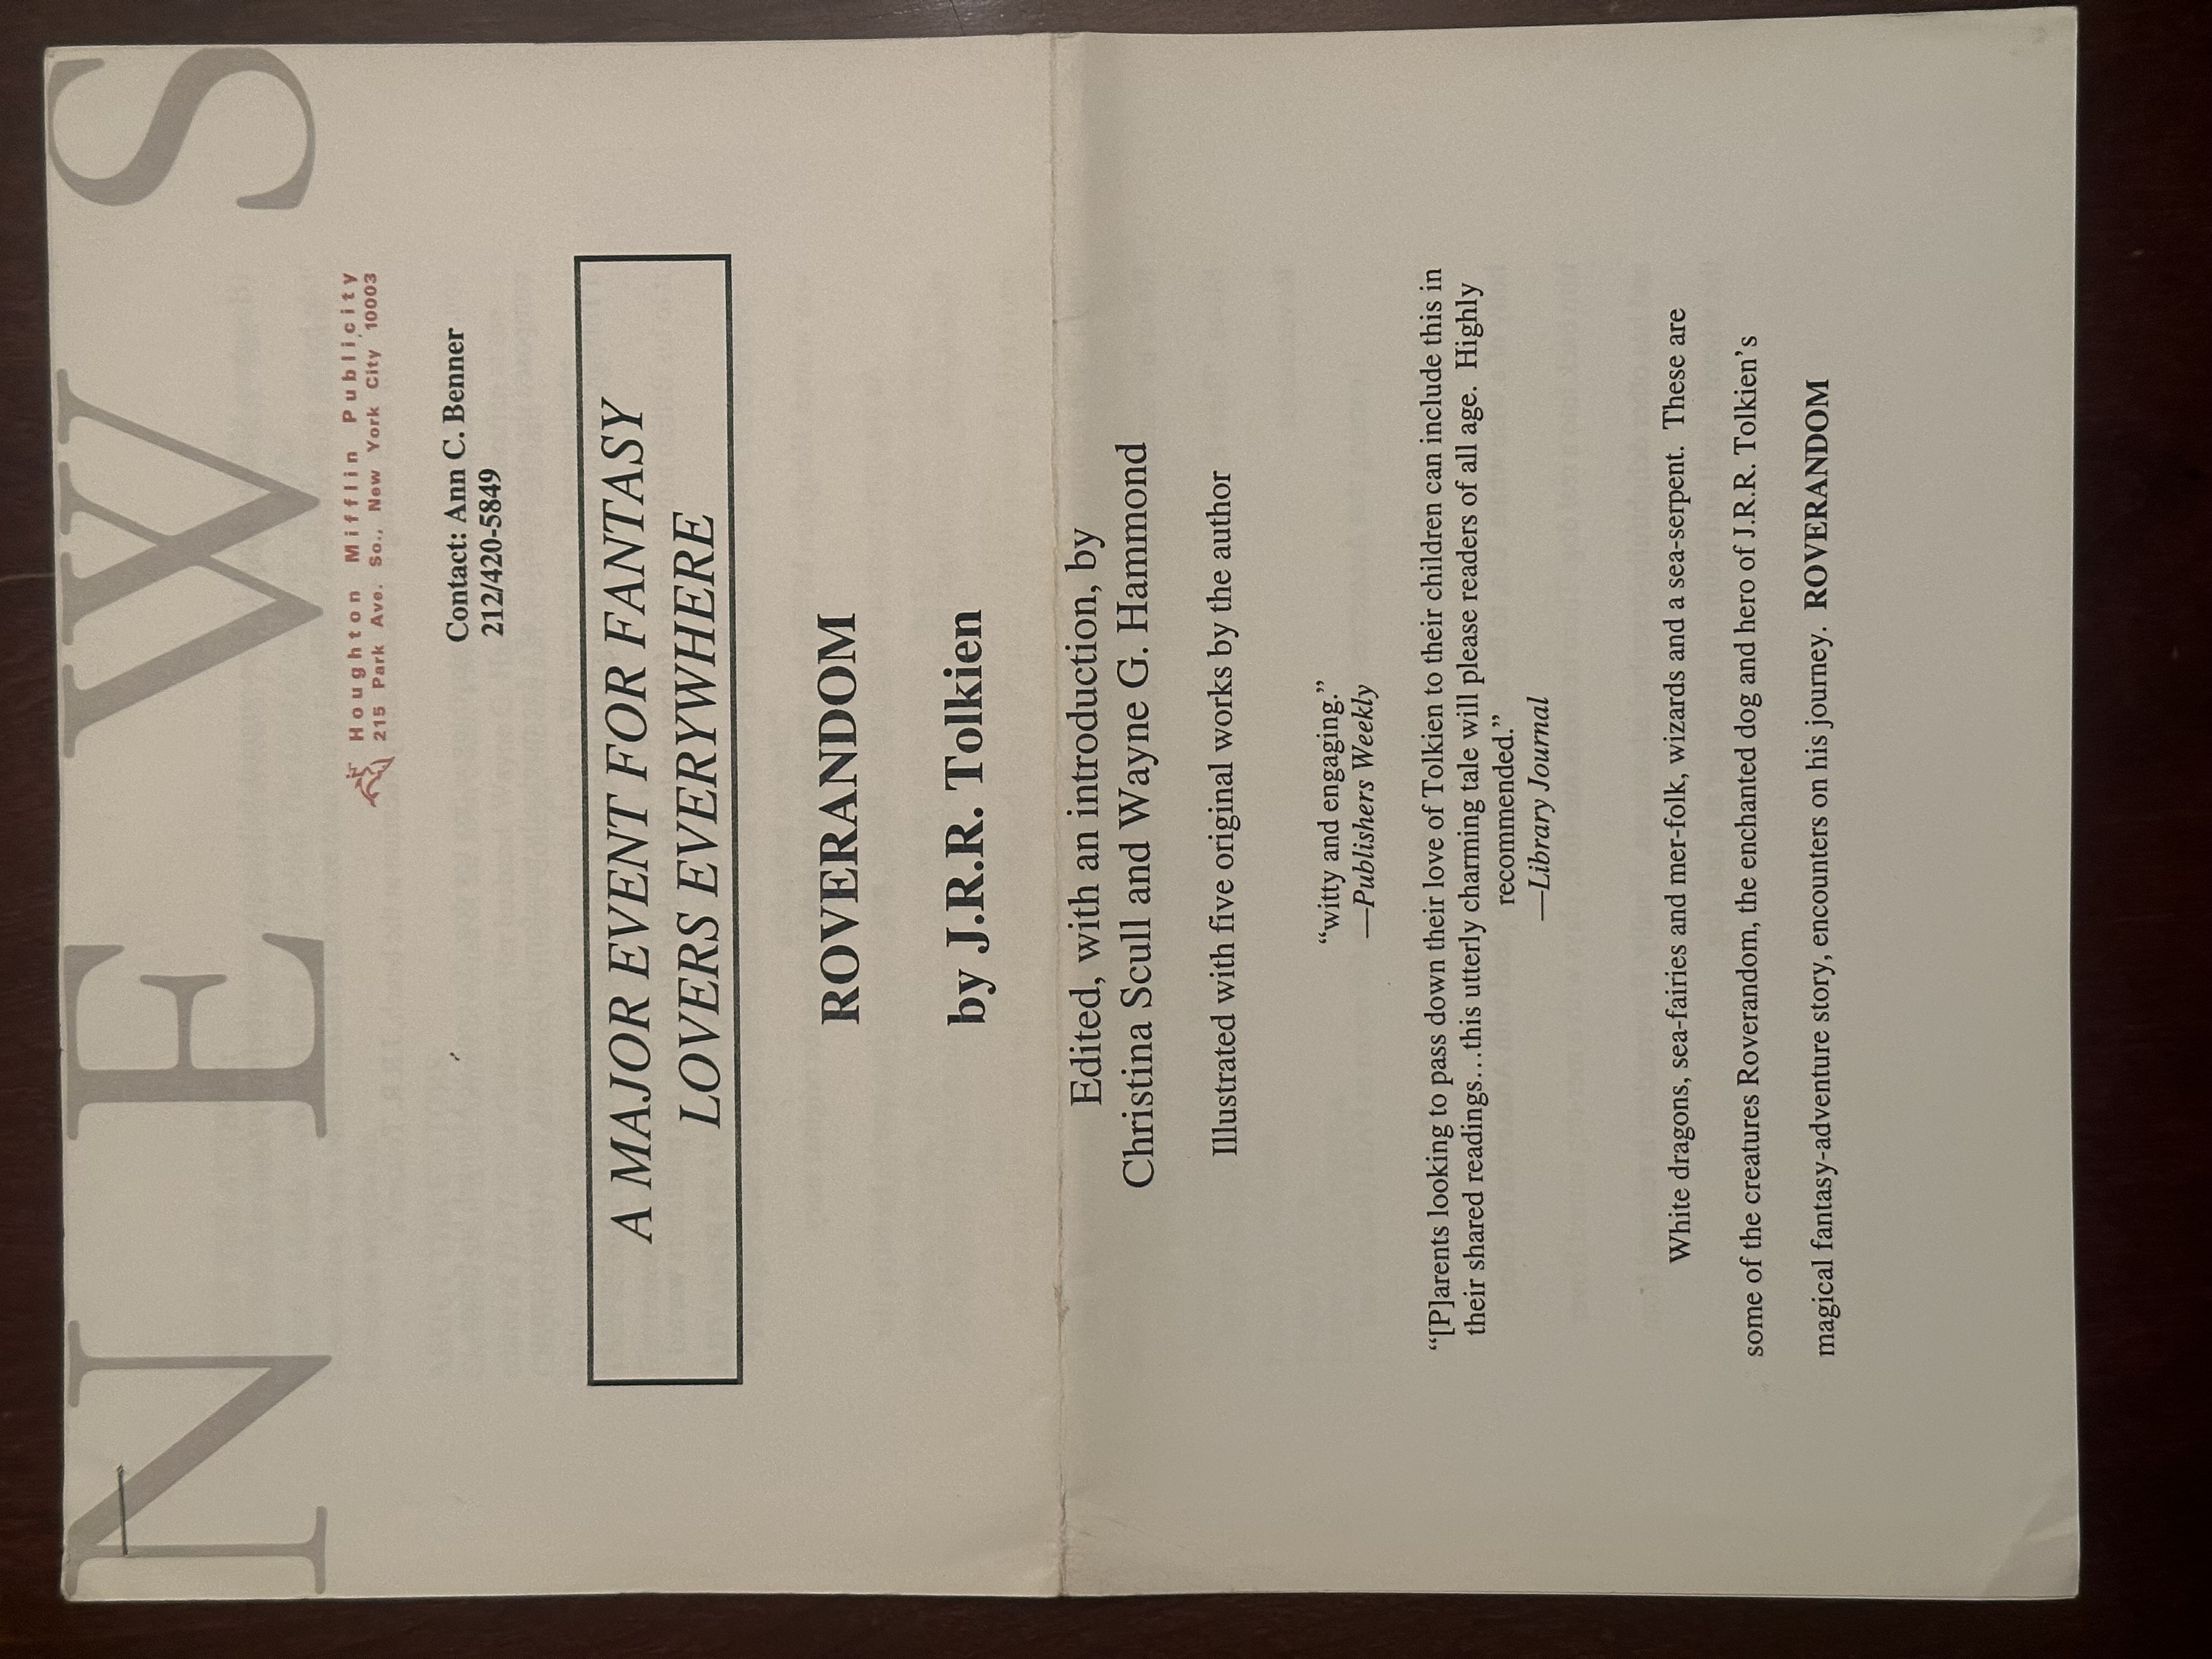 NEWS
Houghton Mifflin Publicity
215 Park Ave. So., New York City 10003
Contact: Ann C. Benner
212/420-5849
A MAJOR EVENT FOR FANTASY
LOVERS EVERYWHERE
ROVERANDOM
by J.R.R. Tolkien
Edited, with an introduction, by
Christina Scull and Wayne G. Hammond
Illustrated with five original works by the author
“witty and engaging.”
—Publishers Weekly
“[P]arents looking to pass down their love of Tolkien to their children can include this in
their shared readings…this utterly charming tale will please readers of all age. Highly
recommended.”
—Library Journal
White dragons, sea-fairies and mer-folk, wizards and a sea-serpent. These are
some of the creatures Roverandom, the enchanted dog and hero of J.R.R. Tolkien’s
magical fantasy-adventure story, encounters on his journey. ROVERANDOM